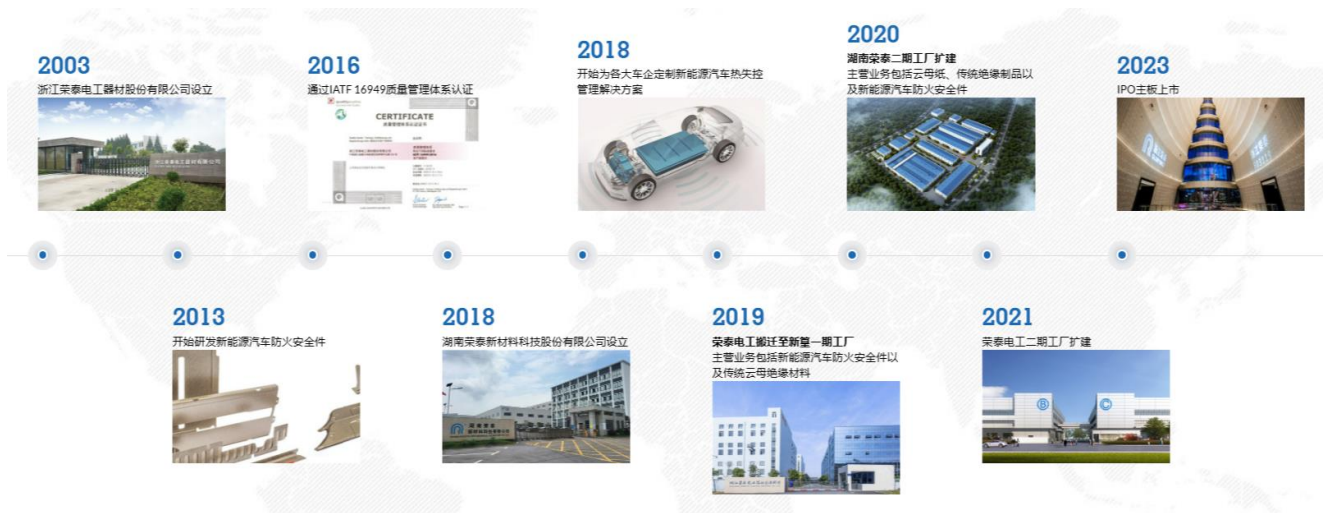 2003
浙江荣泰电工器材股份有限公司设立
2013
开始研发新能源汽车防火安全件
2016
通过IATF 16949质量管理体系认证
CERTIFICATE
2018
湖南荣泰新材料科技股份有限公司设立
2018
开始为各大车企定制新能源汽车热失控
管理解决方案
2019
荣泰电工搬迁至新篁一期工厂
主营业务包括新能源汽车防火安全件以
及传统云母绝缘材料
2020
湖南荣泰二期工厂扩建
主营业务包括云母纸、传统绝缘制品以
及新能源汽车防火安全件
2021
荣泰电工二期工厂扩建
B
C
2023
IPO主板上市